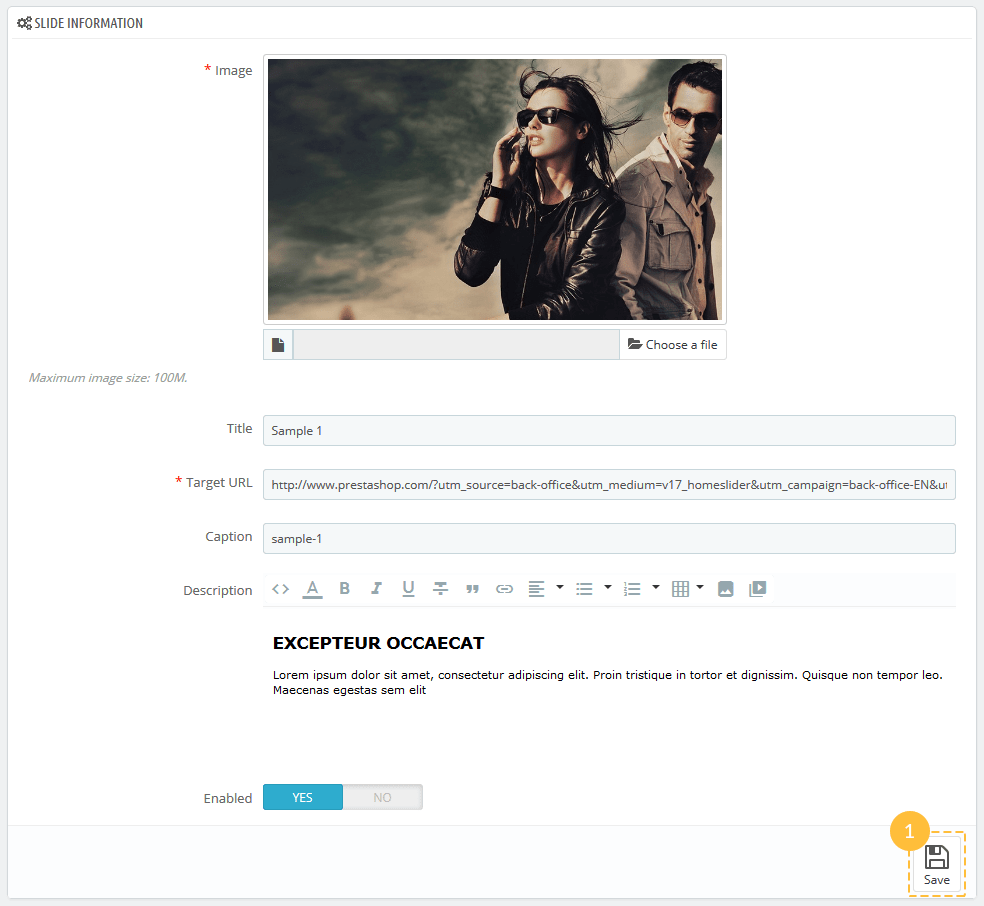 SLIDE INFORMATION
* Image
Choose a file
Maximum image size: 100M.
Title
Sample 1
* Target URL
http://www.prestashop.com/?utm_source=back-office&utm_medium=v17_homeslider&utm_campaign=back-office-EN&ut
Caption
sample-1
Description
A B I U
EXCEPTEUR OCCAECAT
Lorem ipsum dolor sit amet, consectetur adipiscing elit. Proin tristique in tortor et dignissim. Quisque non tempor leo.
Maecenas egestas sem elit
Enabled
YES NO
1
Save